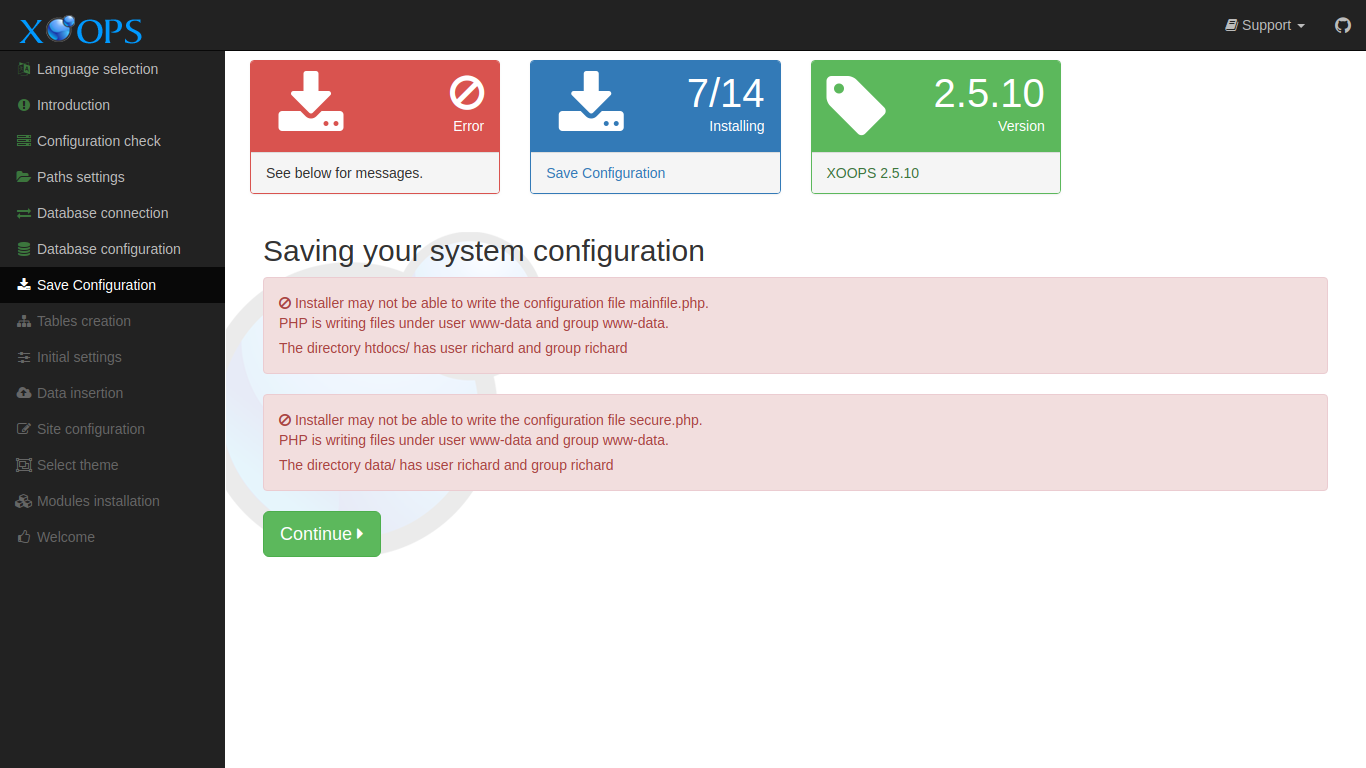 XOOPS
Support
Language selection
Introduction
Configuration check
Paths settings
Database connection
Database configuration
Save Configuration
Tables creation
Initial settings
Data insertion
Site configuration
Select theme
Modules installation
Welcome
Error
See below for messages.
7/14
Installing
Save Configuration
2.5.10
Version
XOOPS 2.5.10
Saving your system configuration
Installer may not be able to write the configuration file mainfile.php.
PHP is writing files under user www-data and group www-data.
The directory htdocs/ has user richard and group richard
Installer may not be able to write the configuration file secure.php.
PHP is writing files under user www-data and group www-data.
The directory data/ has user richard and group richard
Continue